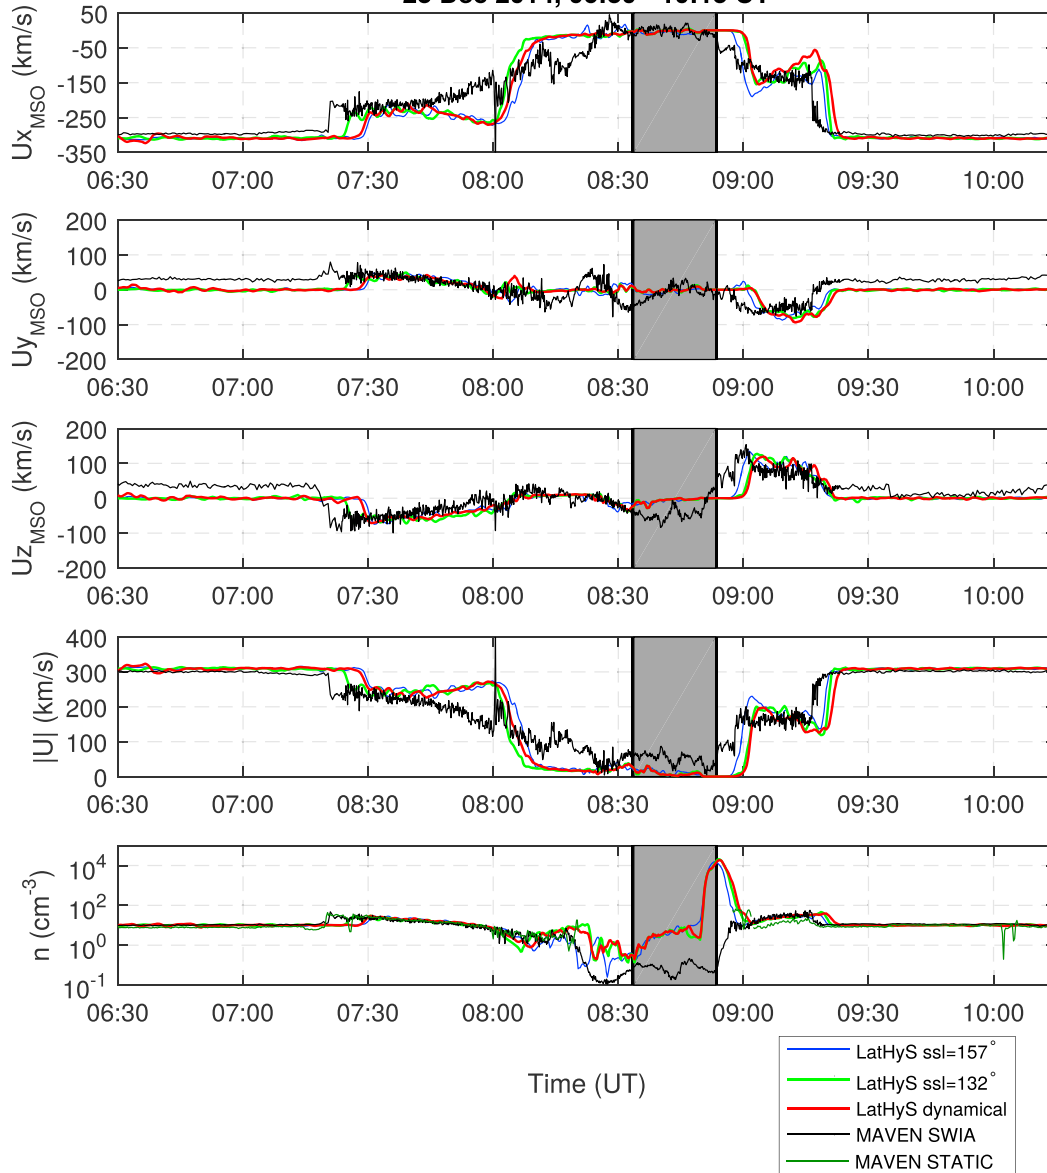 50
-50
-150
-250
-350
Ux_MSO (km/s)
06:30 07:00 07:30 08:00 08:30 09:00 09:30 10:00
200
100
0
-100
-200
Uy_MSO (km/s)
06:30 07:00 07:30 08:00 08:30 09:00 09:30 10:00
200
100
0
-100
-200
Uz_MSO (km/s)
06:30 07:00 07:30 08:00 08:30 09:00 09:30 10:00
400
300
200
100
0
|U| (km/s)
06:30 07:00 07:30 08:00 08:30 09:00 09:30 10:00
10^4
10^2
10^0
10^-1
n (cm^-3)
06:30 07:00 07:30 08:00 08:30 09:00 09:30 10:00
Time (UT)
LatHyS ssl=157°
LatHyS ssl=132°
LatHyS dynamical
MAVEN SWIA
MAVEN STATIC